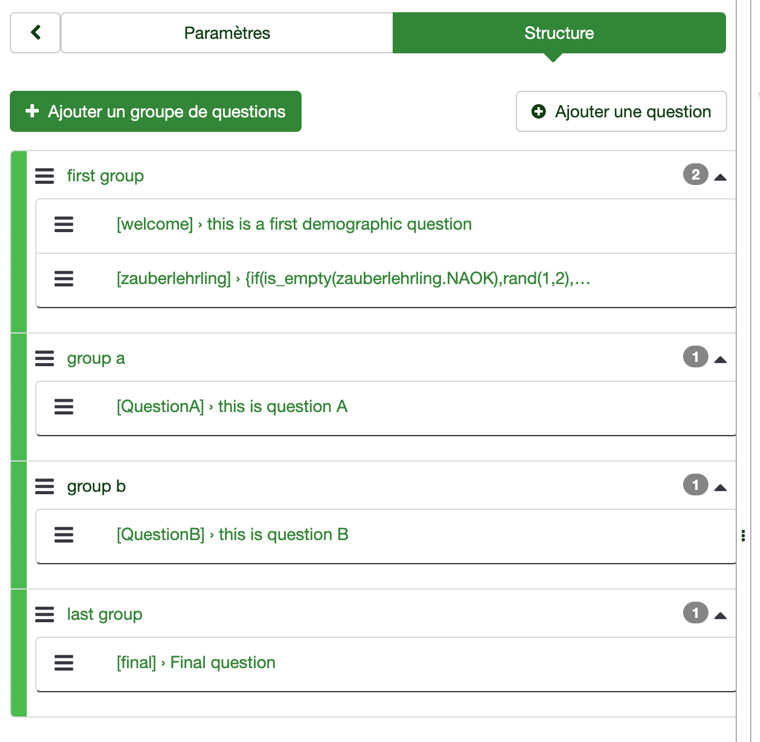 Paramètres
Structure
+ Ajouter un groupe de questions
Ajouter une question
first group
2
[welcome] › this is a first demographic question
[zauberlehrling] › {if(is_empty(zauberlehrling.NAOK),rand(1,2),…
group a
1
[QuestionA] › this is question A
group b
1
[QuestionB] › this is question B
last group
1
[final] › Final question